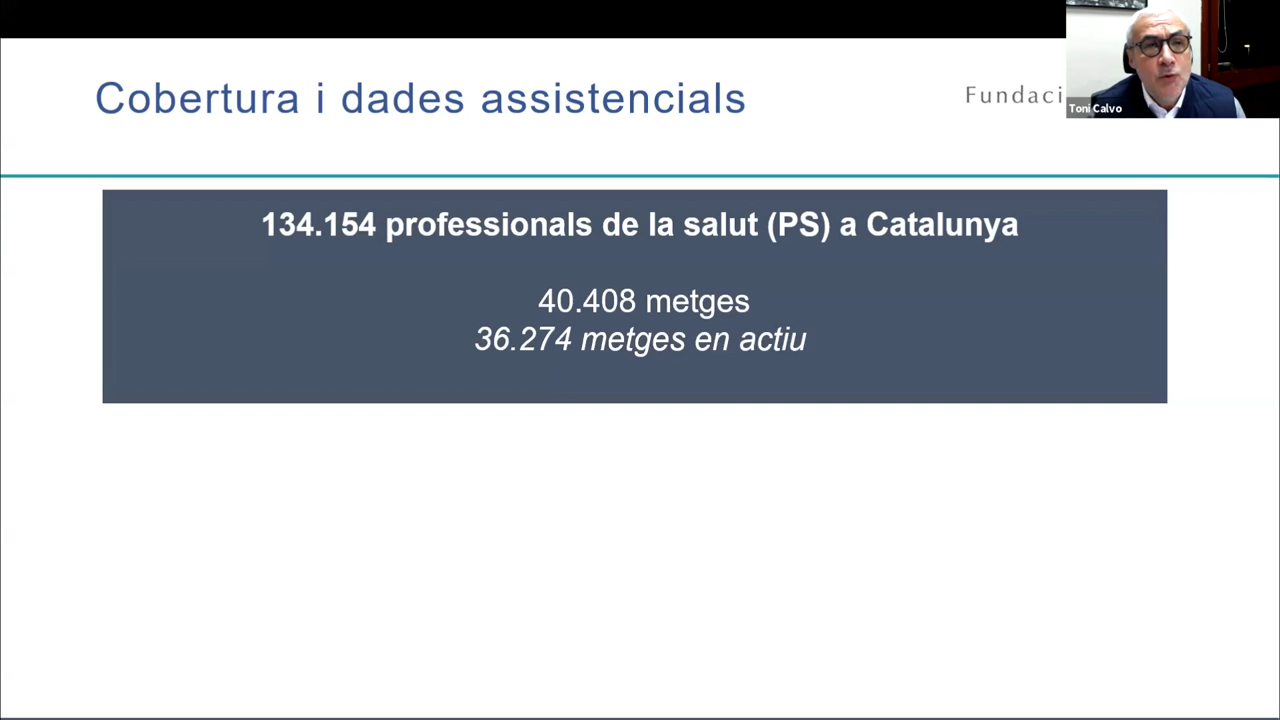 Cobertura i dades assistencials
Fundaci
Toni Calvo
134.154 professionals de la salut (PS) a Catalunya
40.408 metges
36.274 metges en actiu